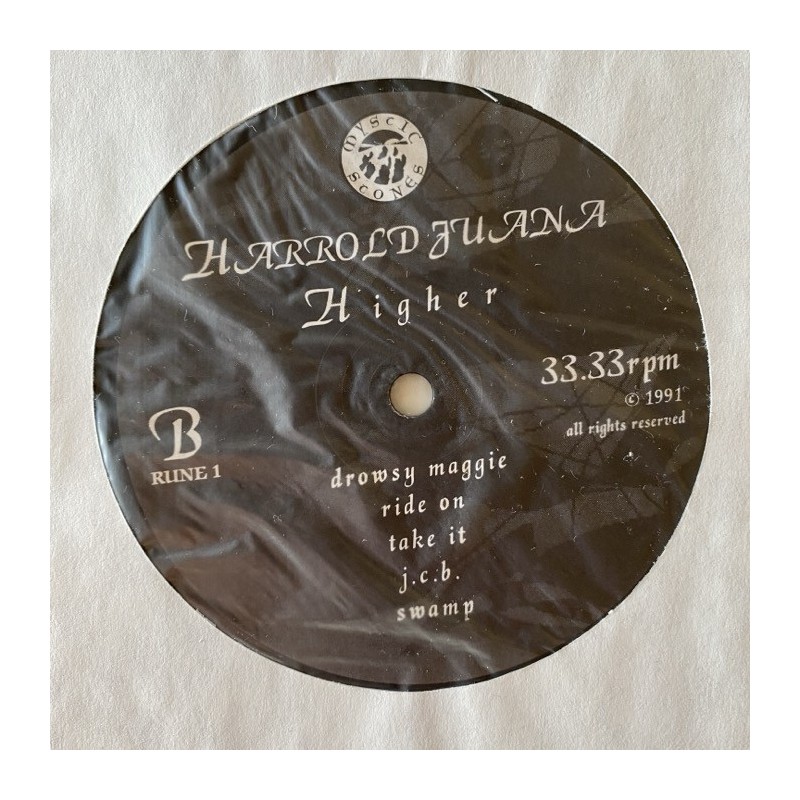 MYSTIC
SCONES
HARROLD JUANA
Higher
33.33rpm
© 1991
all rights reserved
B
RUNE 1
drowsy maggie
ride on
take it
j.c.b.
swamp